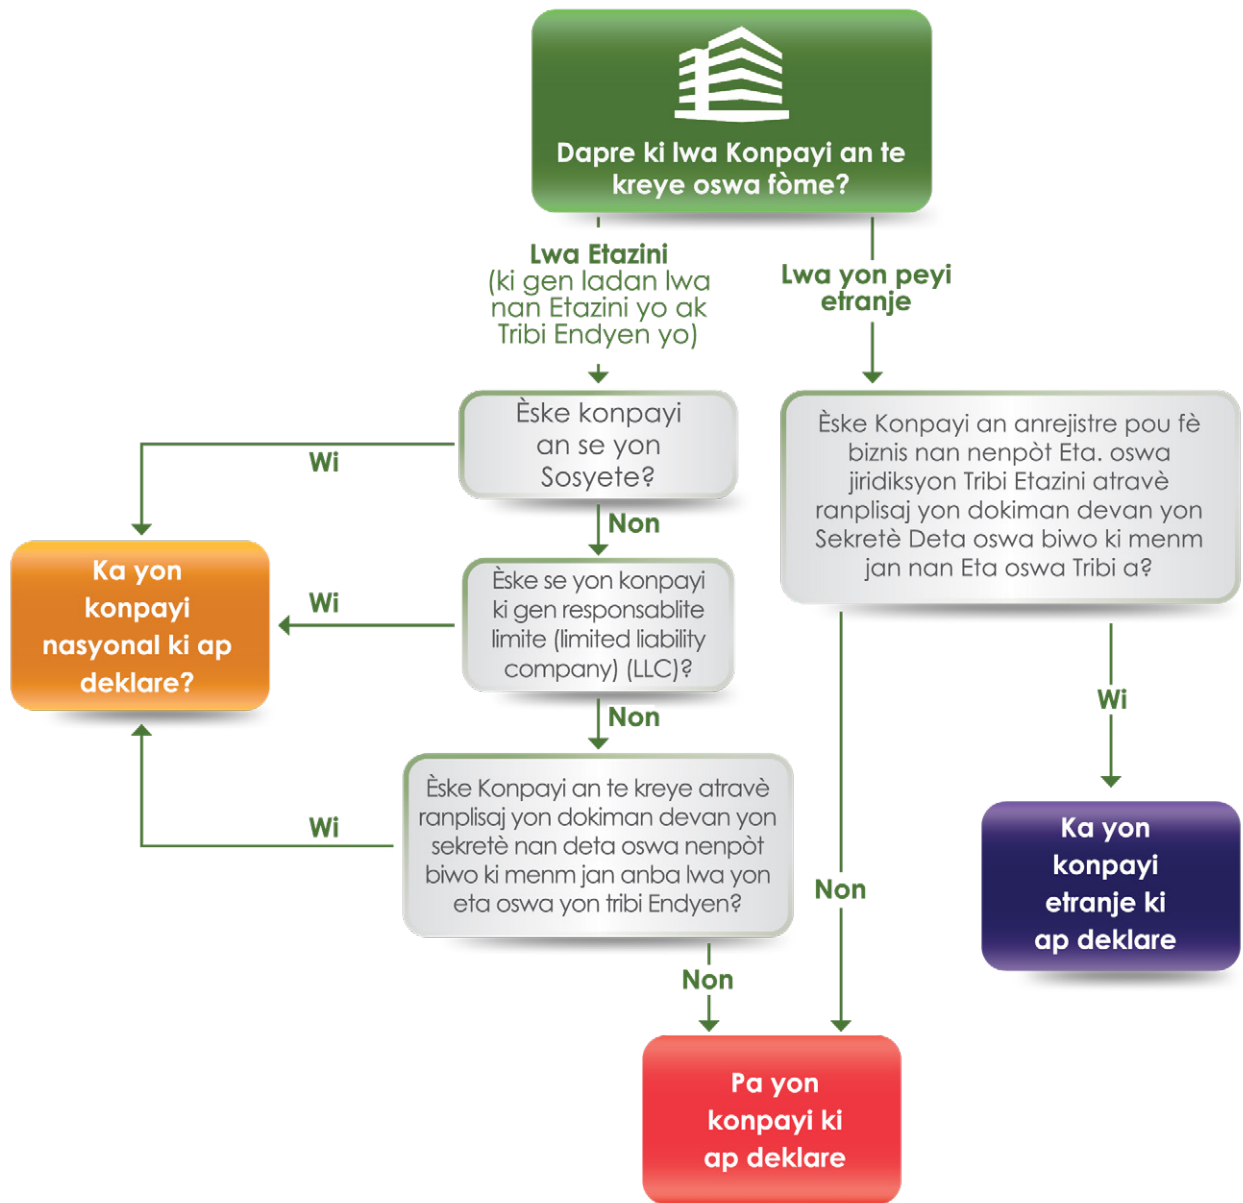 Dapre ki lwa Konpayi an te
kreye oswa fòme?
Lwa Etazini
(ki gen ladan lwa
nan Etazini yo ak
Tribi Endyen yo)
Lwa yon peyi
etranje
Èske konpayi
an se yon
Sosyete?
Wi
Non
Èske Konpayi an anrejistre pou fè
biznis nan nenpòt Eta. oswa
jiridiksyon Tribi Etazini atravè
ranplisaj yon dokiman devan yon
Sekretè Deta oswa biwo ki menm
jan nan Eta oswa Tribi a?
Ka yon
konpayi
nasyonal ki ap
deklare?
Wi
Èske se yon konpayi
ki gen responsablite
limite (limited liability
company) (LLC)?
Non
Wi
Èske Konpayi an te kreye atravè
ranplisaj yon dokiman devan yon
sekretè nan deta oswa nenpòt
biwo ki menm jan anba lwa yon
eta oswa yon tribi Endyen?
Wi
Non
Ka yon
konpayi
etranje ki
ap deklare
Non
Pa yon
konpayi ki
ap deklare